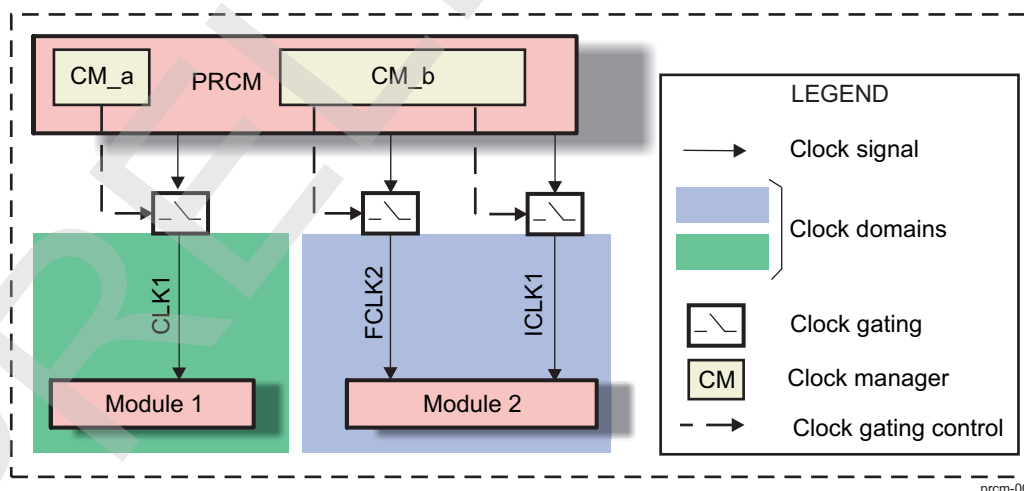 CM_a
PRCM
CM_b
LEGEND
Clock signal
Clock domains
Clock gating
CM
Clock manager
Clock gating control
CLK1
FCLK2
ICLK1
Module 1
Module 2